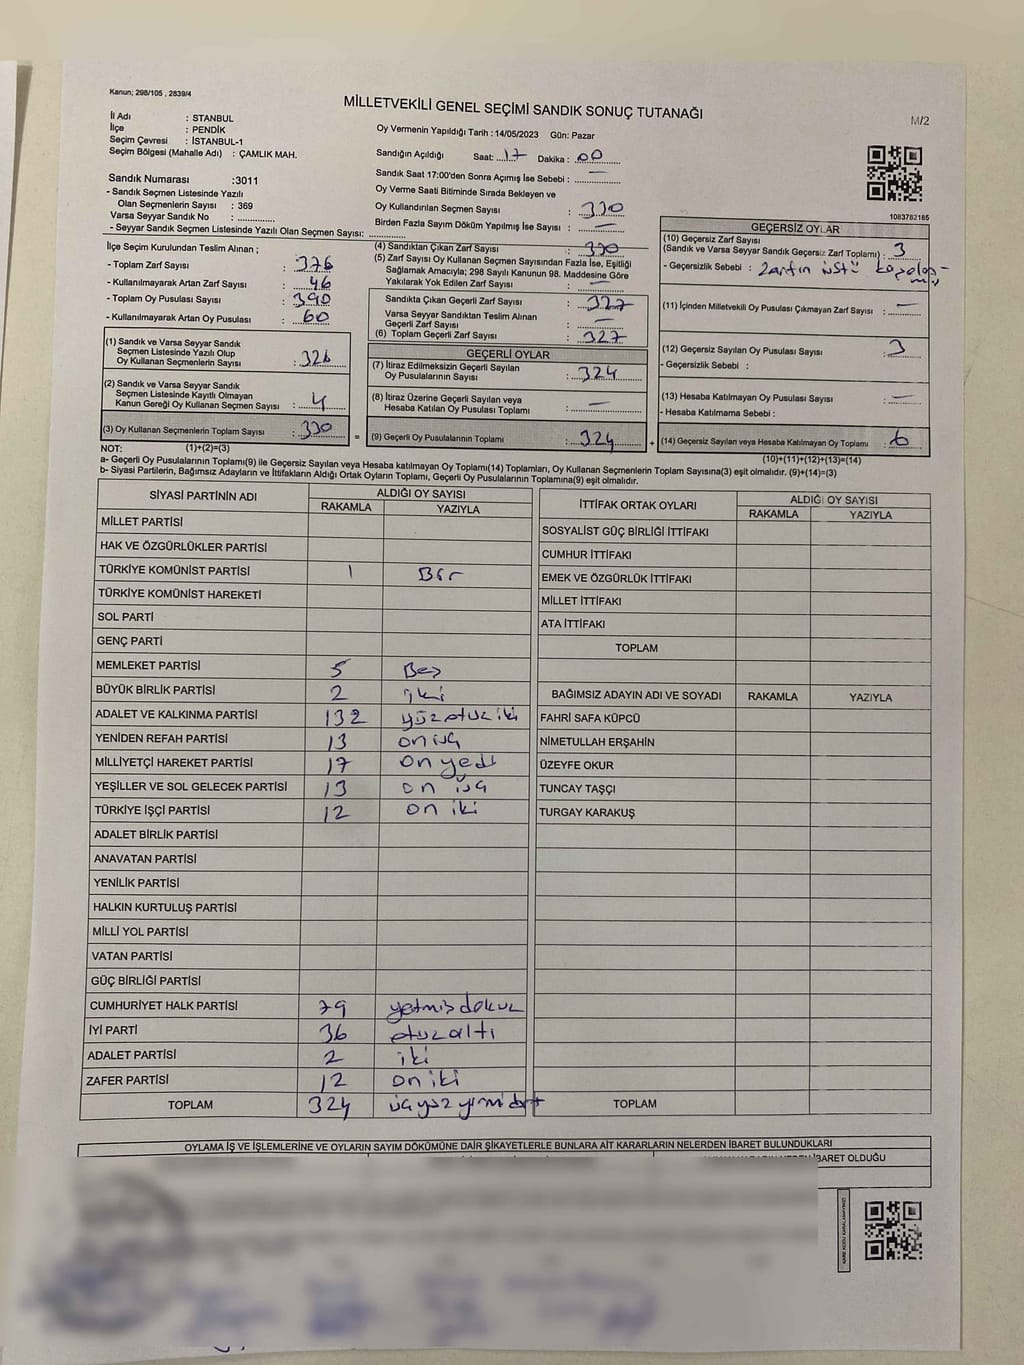 Kanun; 298/105 , 2839/4
MİLLETVEKİLİ GENEL SEÇİMİ SANDIK SONUÇ TUTANAĞI
M/2
İl Adı : STANBUL
İlçe : PENDİK
Seçim Çevresi : İSTANBUL-1
Seçim Bölgesi (Mahalle Adı) : ÇAMLIK MAH.
Sandık Numarası :3011
- Sandık Seçmen Listesinde Yazılı
Olan Seçmenlerin Sayısı : 369
Varsa Seyyar Sandık No : ............
- Seyyar Sandık Seçmen Listesinde Yazılı Olan Seçmen Sayısı: ............
Oy Vermenin Yapıldığı Tarih : 14/05/2023 Gün: Pazar
Sandığın Açıldığı Saat: 17 Dakika : 00
Sandık Saat 17:00'den Sonra Açımış İse Sebebi : —
Oy Verme Saati Bitiminde Sırada Bekleyen ve
Oy Kullandırılan Seçmen Sayısı : 330
Birden Fazla Sayım Döküm Yapılmış İse Sayısı : —
1083782185
İlçe Seçim Kurulundan Teslim Alınan ;
- Toplam Zarf Sayısı : 376
- Kullanılmayarak Artan Zarf Sayısı : 46
- Toplam Oy Pusulası Sayısı : 390
- Kullanılmayarak Artan Oy Pusulası : 60
(4) Sandıktan Çıkan Zarf Sayısı : 330
(5) Zarf Sayısı Oy Kullanan Seçmen Sayısından Fazla İse, Eşitliği
Sağlamak Amacıyla; 298 Sayılı Kanunun 98. Maddesine Göre
Yakılarak Yok Edilen Zarf Sayısı : —
Sandıkta Çıkan Geçerli Zarf Sayısı : 327
Varsa Seyyar Sandıktan Teslim Alınan
Geçerli Zarf Sayısı : —
(6) Toplam Geçerli Zarf Sayısı : 327
GEÇERSİZ OYLAR
(10) Geçersiz Zarf Sayısı
(Sandık ve Varsa Seyyar Sandık Geçersiz Zarf Toplamı) : 3
- Geçersizlik Sebebi : Zarfın üstü
(11) İçinden Milletvekili Oy Pusulası Çıkmayan Zarf Sayısı : —
(12) Geçersiz Sayılan Oy Pusulası Sayısı : 3
- Geçersizlik Sebebi :
(13) Hesaba Katılmayan Oy Pusulası Sayısı : —
- Hesaba Katılmama Sebebi :
(14) Geçersiz Sayılan veya Hesaba Katılmayan Oy Toplamı : 6
(10)+(11)+(12)+(13)=(14)
(1) Sandık ve Varsa Seyyar Sandık
Seçmen Listesinde Yazılı Olup
Oy Kullanan Seçmenlerin Sayısı : 326
(2) Sandık ve Varsa Seyyar Sandık
Seçmen Listesinde Kayıtlı Olmayan
Kanun Gereği Oy Kullanan Seçmen Sayısı : 4
(3) Oy Kullanan Seçmenlerin Toplam Sayısı : 330
(1)+(2)=(3)
GEÇERLİ OYLAR
(7) İtiraz Edilmeksizin Geçerli Sayılan
Oy Pusulalarının Sayısı : 324
(8) İtiraz Üzerine Geçerli Sayılan veya
Hesaba Katılan Oy Pusulası Toplamı : —
= (9) Geçerli Oy Pusulalarının Toplamı : 324 +
NOT:
a- Geçerli Oy Pusulalarının Toplamı(9) ile Geçersiz Sayılan veya Hesaba katılmayan Oy Toplamı(14) Toplamları, Oy Kullanan Seçmenlerin Toplam Sayısına(3) eşit olmalıdır. (9)+(14)=(3)
b- Siyasi Partilerin, Bağımsız Adayların ve İttifakların Aldığı Ortak Oyların Toplamı, Geçerli Oy Pusulalarının Toplamına(9) eşit olmalıdır.
SİYASİ PARTİNİN ADI ALDIĞI OY SAYISI
RAKAMLA YAZIYLA
MİLLET PARTİSİ
HAK VE ÖZGÜRLÜKLER PARTİSİ
TÜRKİYE KOMÜNİST PARTİSİ 1 Bir
TÜRKİYE KOMÜNİST HAREKETİ
SOL PARTİ
GENÇ PARTİ
MEMLEKET PARTİSİ 5 Beş
BÜYÜK BİRLİK PARTİSİ 2 iki
ADALET VE KALKINMA PARTİSİ 132 yüzotuz iki
YENİDEN REFAH PARTİSİ 13 on üç
MİLLİYETÇİ HAREKET PARTİSİ 17 on yedi
YEŞİLLER VE SOL GELECEK PARTİSİ 13 on üç
TÜRKİYE İŞÇİ PARTİSİ 12 on iki
ADALET BİRLİK PARTİSİ
ANAVATAN PARTİSİ
YENİLİK PARTİSİ
HALKIN KURTULUŞ PARTİSİ
MİLLİ YOL PARTİSİ
VATAN PARTİSİ
GÜÇ BİRLİĞİ PARTİSİ
CUMHURİYET HALK PARTİSİ 79 yetmiş dokuz
İYİ PARTİ 36 otuz altı
ADALET PARTİSİ 2 iki
ZAFER PARTİSİ 12 on iki
TOPLAM 324 üç yüz yirmi dört
İTTİFAK ORTAK OYLARI ALDIĞI OY SAYISI
RAKAMLA YAZIYLA
SOSYALİST GÜÇ BİRLİĞİ İTTİFAKI
CUMHUR İTTİFAKI
EMEK VE ÖZGÜRLÜK İTTİFAKI
MİLLET İTTİFAKI
ATA İTTİFAKI
TOPLAM
BAĞIMSIZ ADAYIN ADI VE SOYADI RAKAMLA YAZIYLA
FAHRİ SAFA KÜPCÜ
NİMETULLAH ERŞAHİN
ÜZEYFE OKUR
TUNCAY TAŞÇI
TURGAY KARAKUŞ
TOPLAM
OYLAMA İŞ VE İŞLEMLERİNE VE OYLARIN SAYIM DÖKÜMÜNE DAİR ŞİKAYETLERLE BUNLARA AİT KARARLARIN NELERDEN İBARET BULUNDUKLARI
İBARET OLDUĞU
KARE KODU KARALAMAYINIZ